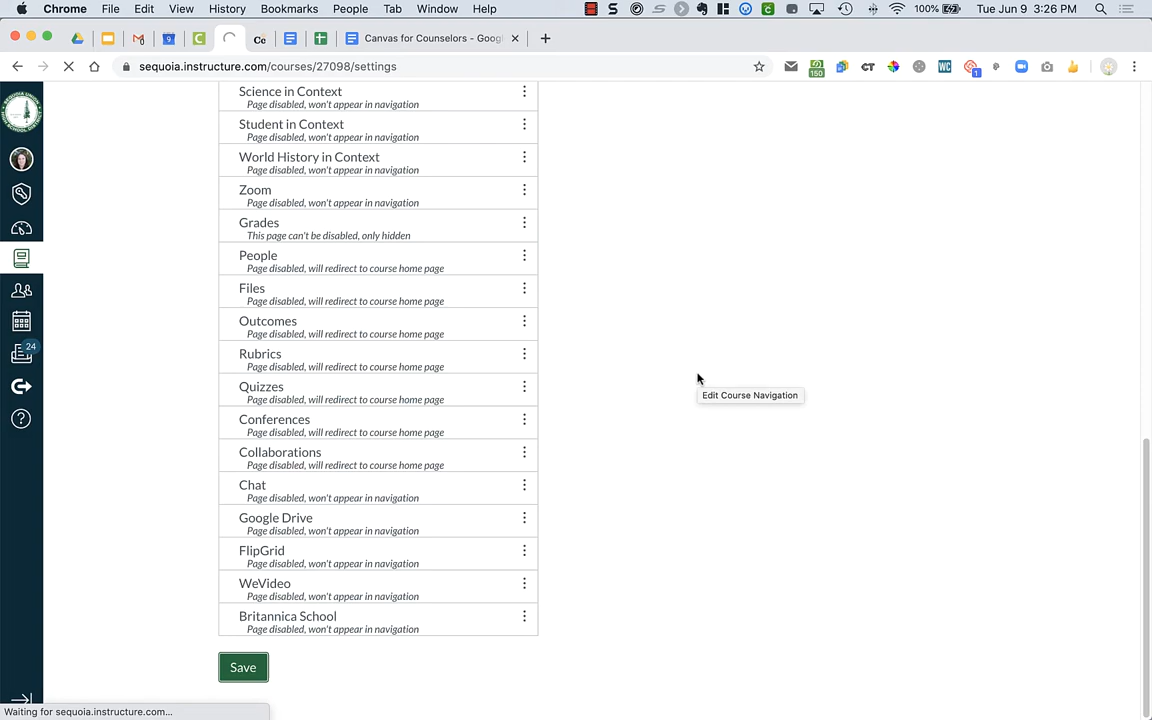 Chrome File Edit View History Bookmarks People Tab Window Help 100% Tue Jun 9 3:26 PM
9 C Cc Canvas for Counselors - Goog
sequoia.instructure.com/courses/27098/settings 150 CT WC 1
Science in Context
Page disabled, won't appear in navigation
Student in Context
Page disabled, won't appear in navigation
World History in Context
Page disabled, won't appear in navigation
Zoom
Page disabled, won't appear in navigation
Grades
This page can't be disabled, only hidden
People
Page disabled, will redirect to course home page
Files
Page disabled, will redirect to course home page
Outcomes
Page disabled, will redirect to course home page
Rubrics
Page disabled, will redirect to course home page
24
Quizzes
Page disabled, will redirect to course home page
Edit Course Navigation
Conferences
Page disabled, will redirect to course home page
Collaborations
Page disabled, will redirect to course home page
Chat
Page disabled, won't appear in navigation
Google Drive
Page disabled, won't appear in navigation
FlipGrid
Page disabled, won't appear in navigation
WeVideo
Page disabled, won't appear in navigation
Britannica School
Page disabled, won't appear in navigation
Save
Waiting for sequoia.instructure.com...